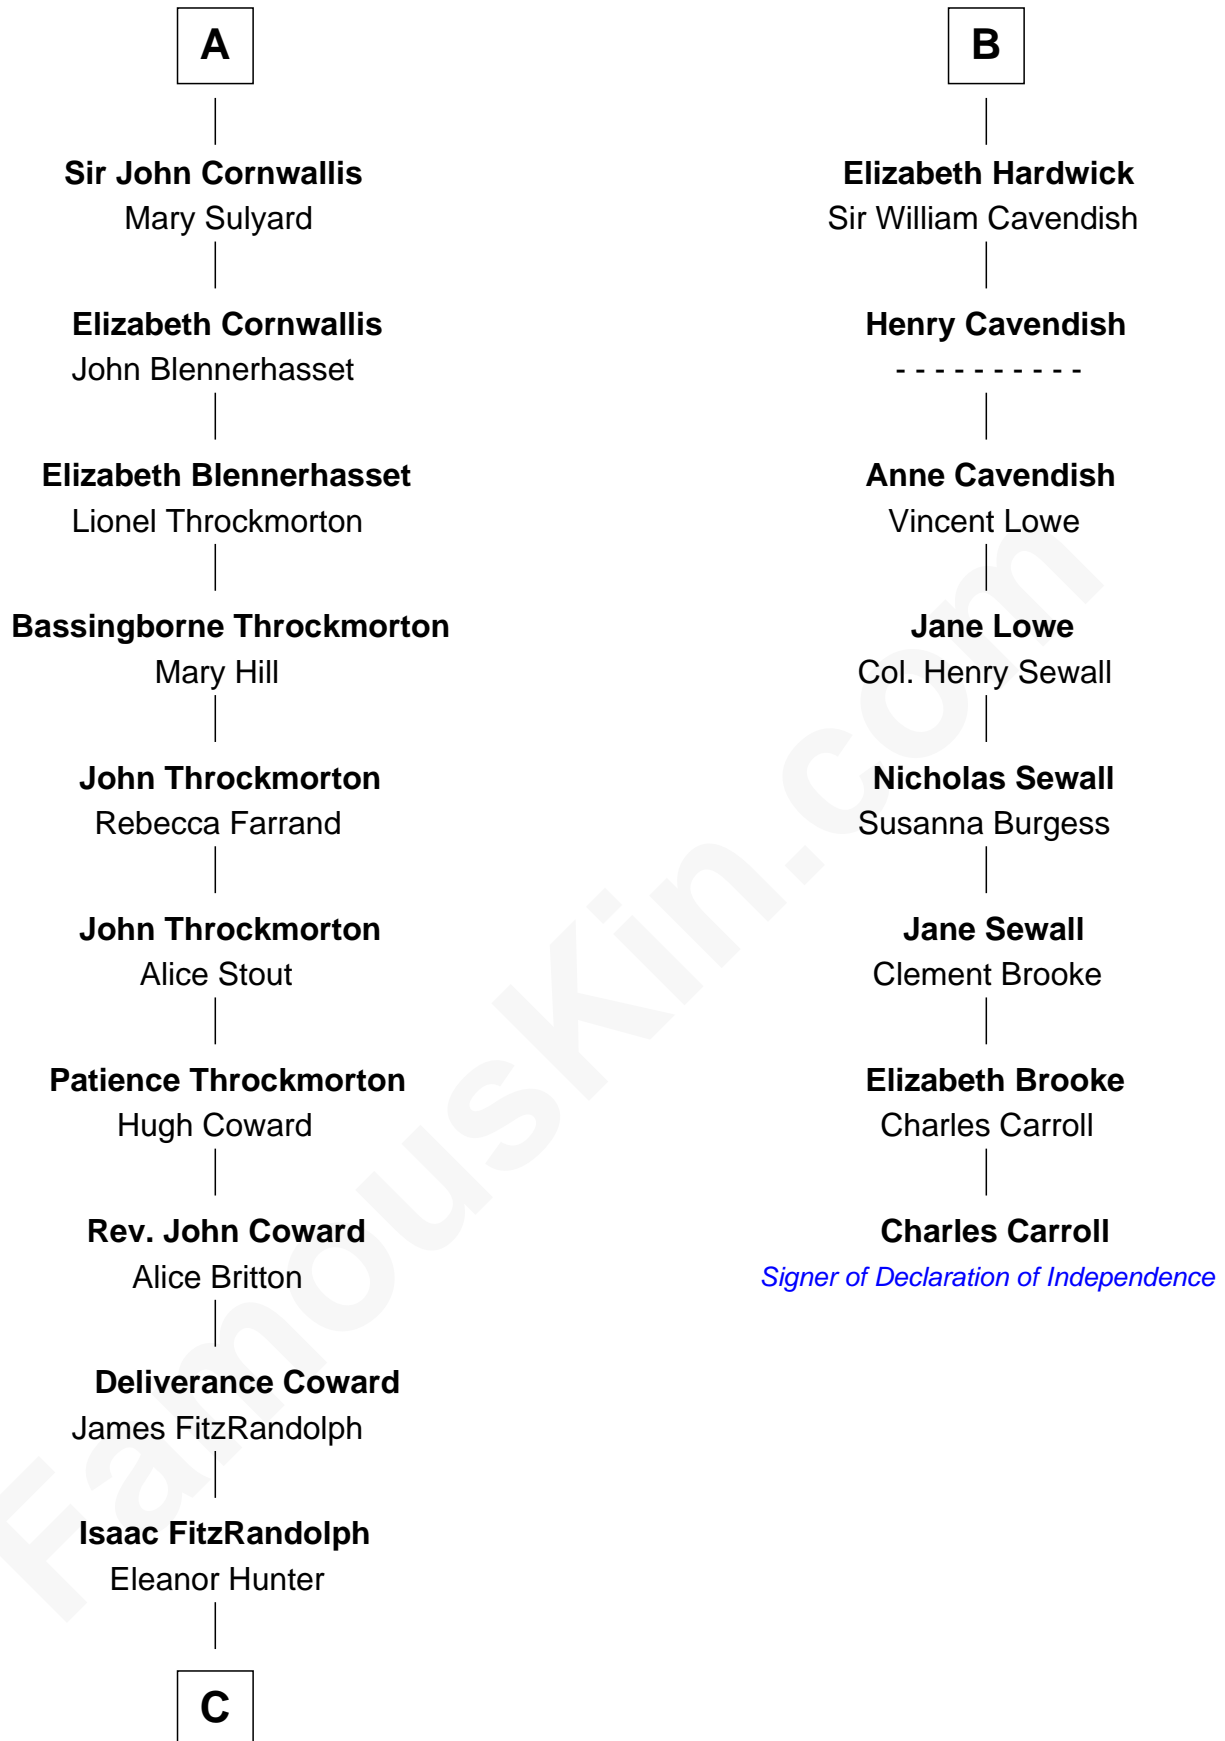 A
Sir John Cornwallis
Mary Sulyard
Elizabeth Cornwallis
John Blennerhasset
Elizabeth Blennerhasset
Lionel Throckmorton
Bassingborne Throckmorton
Mary Hill
John Throckmorton
Rebecca Farrand
John Throckmorton
Alice Stout
Patience Throckmorton
Hugh Coward
Rev. John Coward
Alice Britton
Deliverance Coward
James FitzRandolph
Isaac FitzRandolph
Eleanor Hunter
C
B
Elizabeth Hardwick
Sir William Cavendish
Henry Cavendish
- - - - - - - - - -
Anne Cavendish
Vincent Lowe
Jane Lowe
Col. Henry Sewall
Nicholas Sewall
Susanna Burgess
Jane Sewall
Clement Brooke
Elizabeth Brooke
Charles Carroll
Charles Carroll
Signer of Declaration of Independence
FamousKin.com